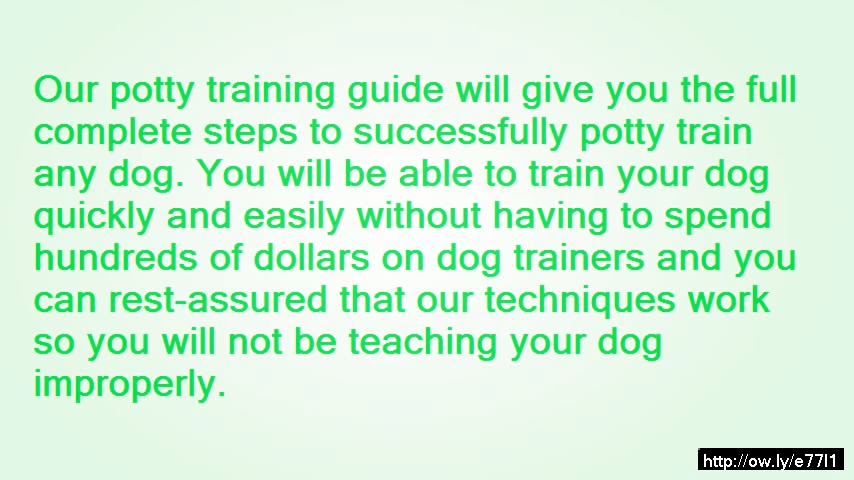 Our potty training guide will give you the full
complete steps to successfully potty train
any dog. You will be able to train your dog
quickly and easily without having to spend
hundreds of dollars on dog trainers and you
can rest-assured that our techniques work
so you will not be teaching your dog
improperly.
http://ow.ly/e77l1